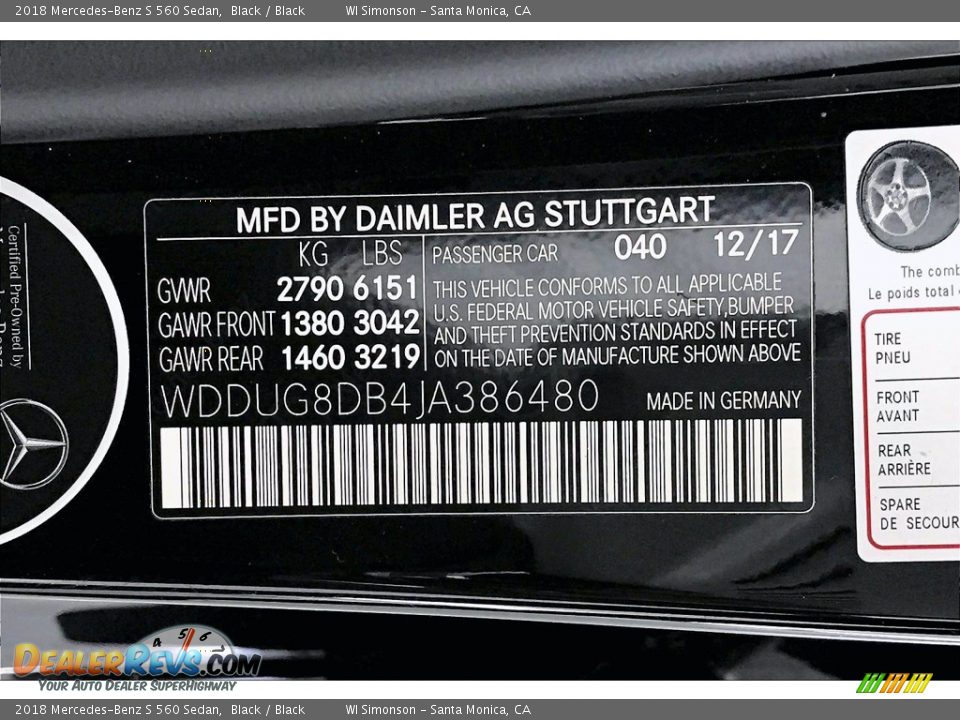 2018 Mercedes-Benz S 560 Sedan, Black / Black WI Simonson - Santa Monica, CA
MFD BY DAIMLER AG STUTTGART
KG LBS
GVWR 2790 6151
GAWR FRONT 1380 3042
GAWR REAR 1460 3219
PASSENGER CAR 040 12/17
THIS VEHICLE CONFORMS TO ALL APPLICABLE
U.S. FEDERAL MOTOR VEHICLE SAFETY,BUMPER
AND THEFT PREVENTION STANDARDS IN EFFECT
ON THE DATE OF MANUFACTURE SHOWN ABOVE
WDDUG8DB4JA386480 MADE IN GERMANY
Certified Pre-Owned by
The comb
Le poids total
TIRE
PNEU
FRONT
AVANT
REAR
ARRIÈRE
SPARE
DE SECOUR
4 5 6 7
DEALERREVS.COM
YOUR AUTO DEALER SUPERHIGHWAY
2018 Mercedes-Benz S 560 Sedan, Black / Black WI Simonson - Santa Monica, CA